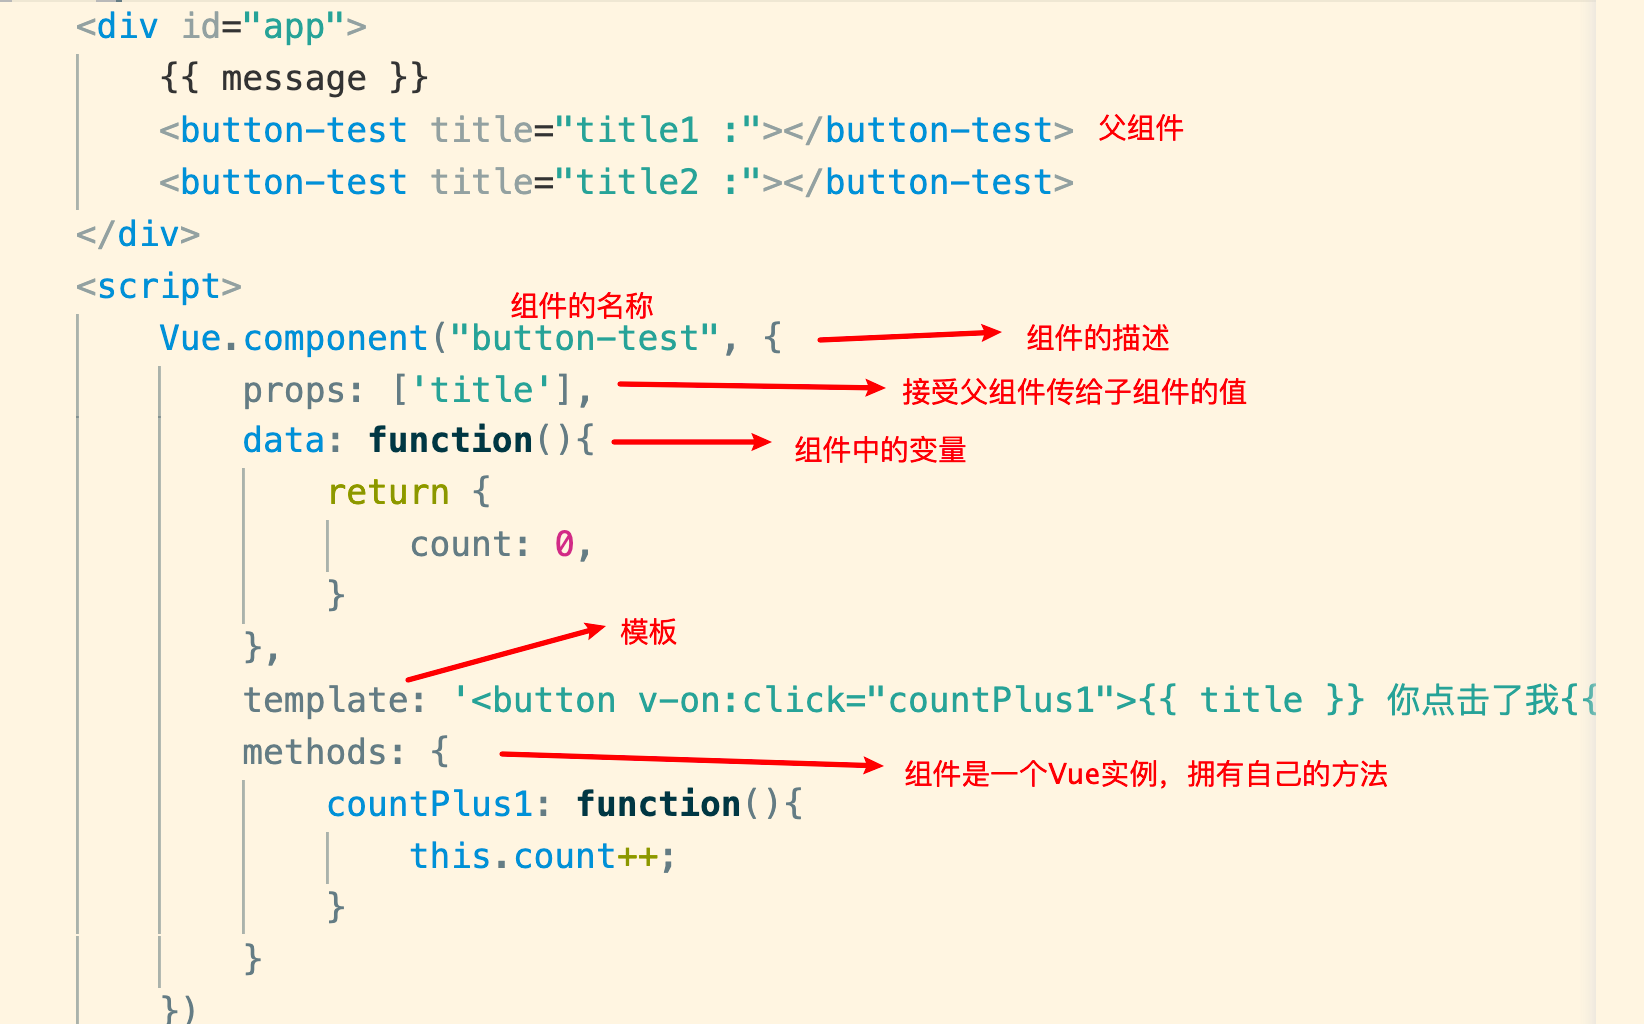 <div id="app">
{{ message }}
<button-test title="title1 :"></button-test> 父组件
<button-test title="title2 :"></button-test>
</div>
<script>
组件的名称
Vue.component("button-test", { 组件的描述
props: ['title'], 接受父组件传给子组件的值
data: function(){ 组件中的变量
return {
count: 0,
}
},
模板
template: '<button v-on:click="countPlus1">{{ title }} 你点击了我{{
methods: {
组件是一个Vue实例，拥有自己的方法
countPlus1: function(){
this.count++;
}
}
})